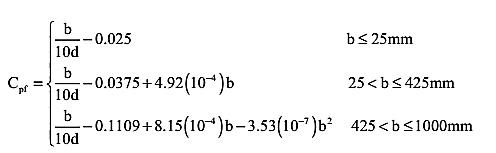 b/10d − 0.025    b ≤ 25mm
C_pf = { b/10d − 0.0375+4.92(10⁻⁴)b    25 < b ≤ 425mm
b/10d − 0.1109+8.15(10⁻⁴)b − 3.53(10⁻⁷)b²    425 < b ≤ 1000mm